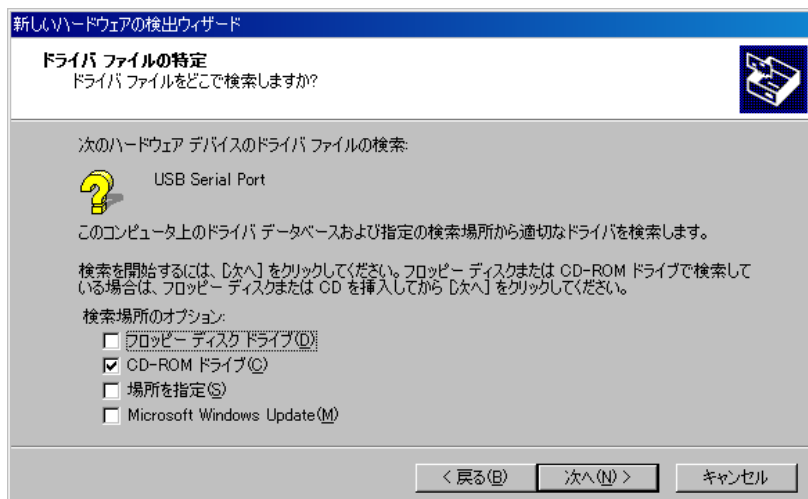 新しいハードウェアの検出ウィザード
ドライバ ファイルの特定
ドライバ ファイルをどこで検索しますか?
次のハードウェア デバイスのドライバ ファイルの検索:
USB Serial Port
このコンピュータ上のドライバ データベースおよび指定の検索場所から適切なドライバを検索します。
検索を開始するには、[次へ] をクリックしてください。フロッピー ディスクまたは CD-ROM ドライブで検索して
いる場合は、フロッピー ディスクまたは CD を挿入してから [次へ] をクリックしてください。
検索場所のオプション:
フロッピー ディスク ドライブ(D)
CD-ROM ドライブ(C)
場所を指定(S)
Microsoft Windows Update(M)
< 戻る(B) 次へ(N) > キャンセル